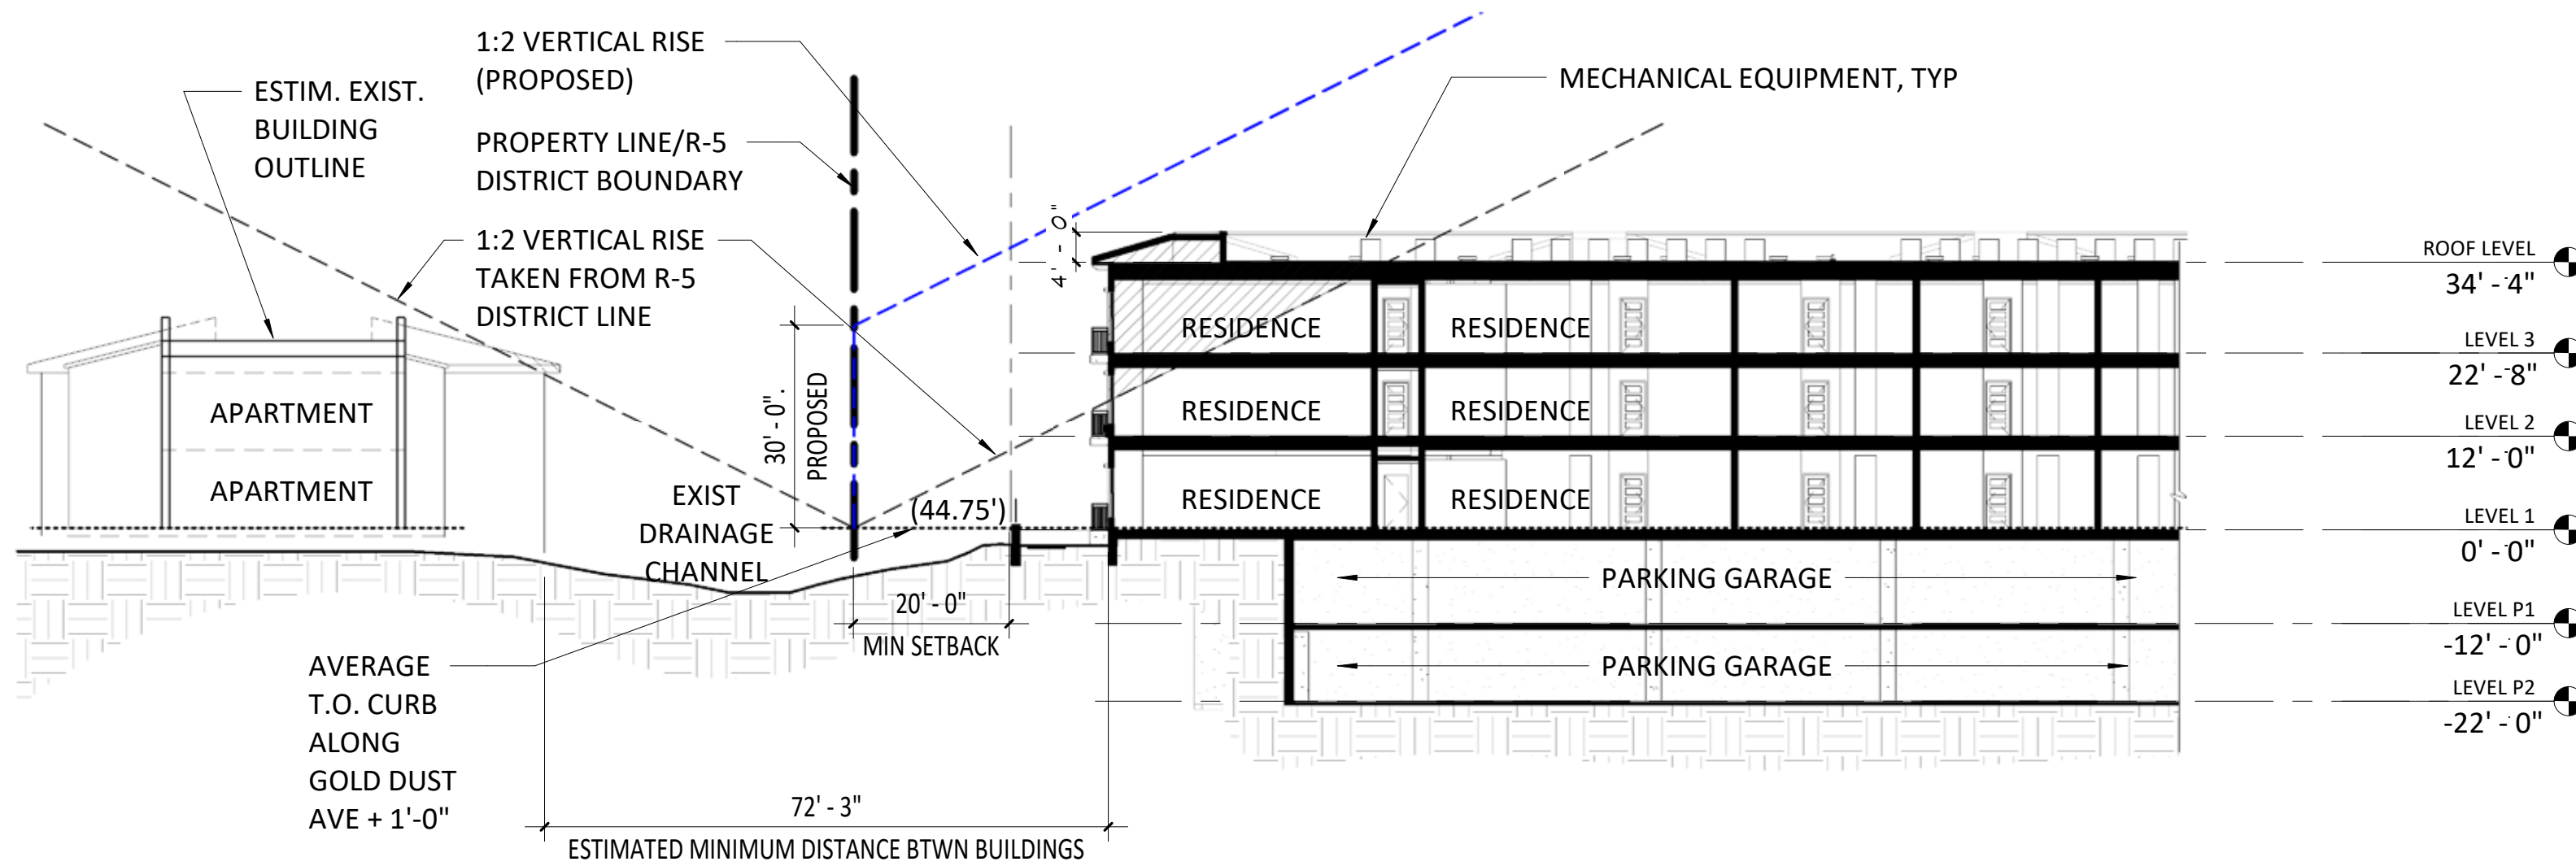 1:2 VERTICAL RISE
(PROPOSED)
ESTIM. EXIST.
BUILDING
OUTLINE
PROPERTY LINE/R-5
DISTRICT BOUNDARY
1:2 VERTICAL RISE
TAKEN FROM R-5
DISTRICT LINE
MECHANICAL EQUIPMENT, TYP
4' - 0"
30' - 0".
PROPOSED
APARTMENT
APARTMENT
EXIST
DRAINAGE
CHANNEL
(44.75')
20' - 0"
MIN SETBACK
RESIDENCE RESIDENCE
RESIDENCE RESIDENCE
RESIDENCE RESIDENCE
PARKING GARAGE
PARKING GARAGE
AVERAGE
T.O. CURB
ALONG
GOLD DUST
AVE + 1'-0"
72' - 3"
ESTIMATED MINIMUM DISTANCE BTWN BUILDINGS
ROOF LEVEL
34' - 4"
LEVEL 3
22' - 8"
LEVEL 2
12' - 0"
LEVEL 1
0' - 0"
LEVEL P1
-12' - 0"
LEVEL P2
-22' - 0"